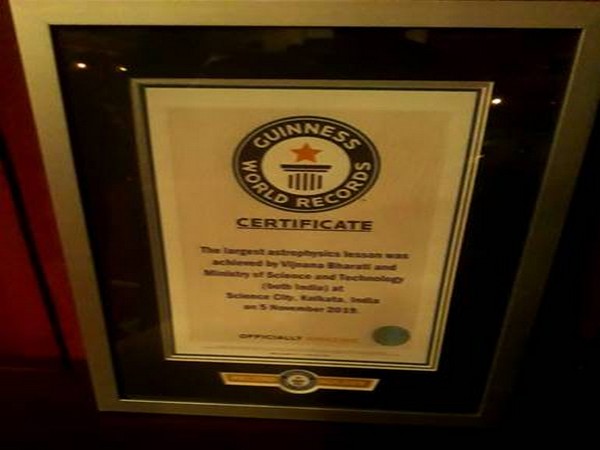 GUINNESS
WORLD RECORDS
CERTIFICATE
The largest astrophysics lesson was
achieved by Vijnana Bharati and
Ministry of Science and Technology
(both India) at
Science City, Kolkata, India
on 5 November 2019
OFFICIALLY AMAZING